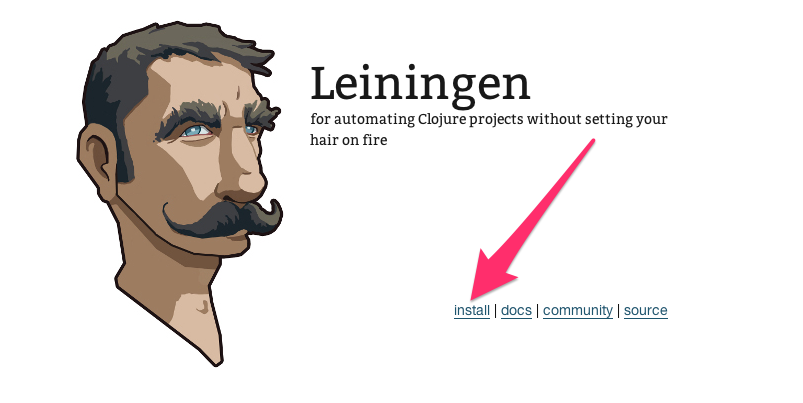 Leiningen
for automating Clojure projects without setting your
hair on fire
install | docs | community | source